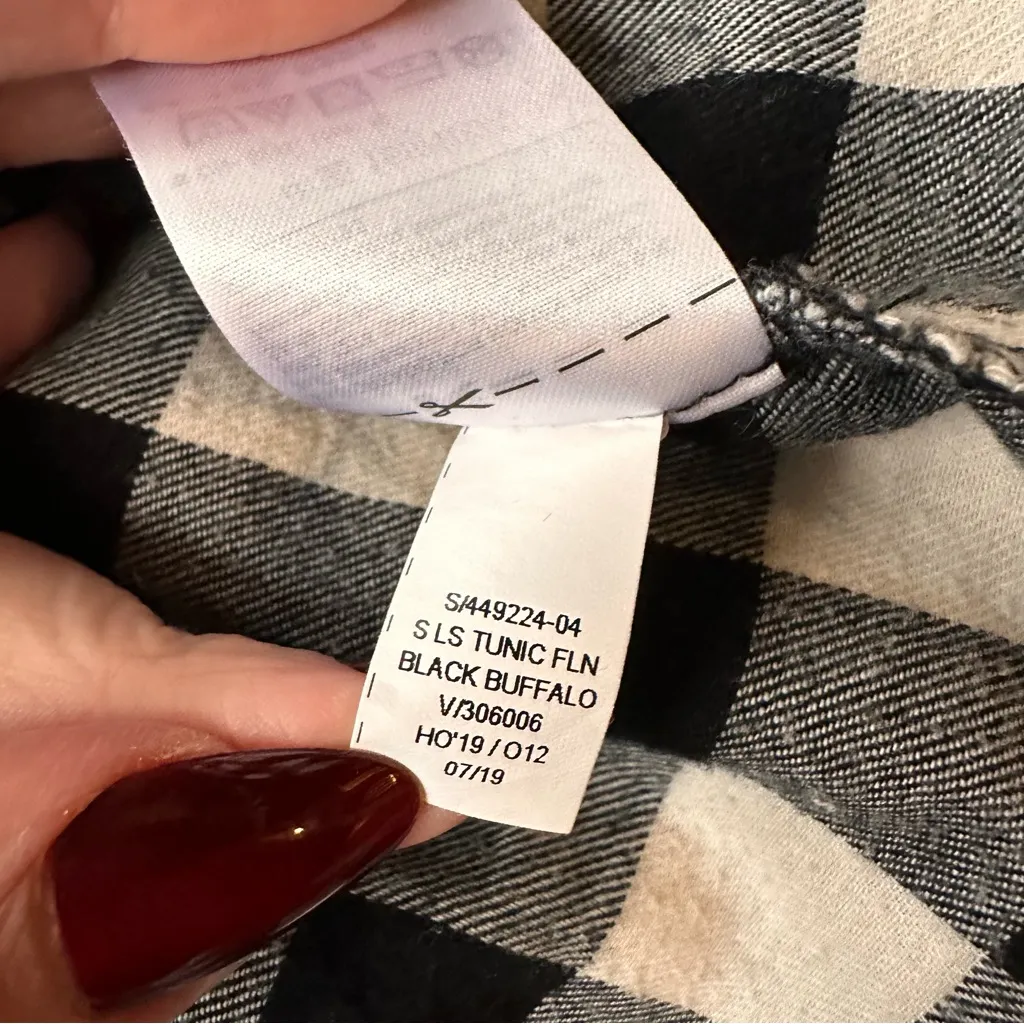 S/449224-04
S LS TUNIC FLN
BLACK BUFFALO
V/306006
HO'19 / O12
07/19